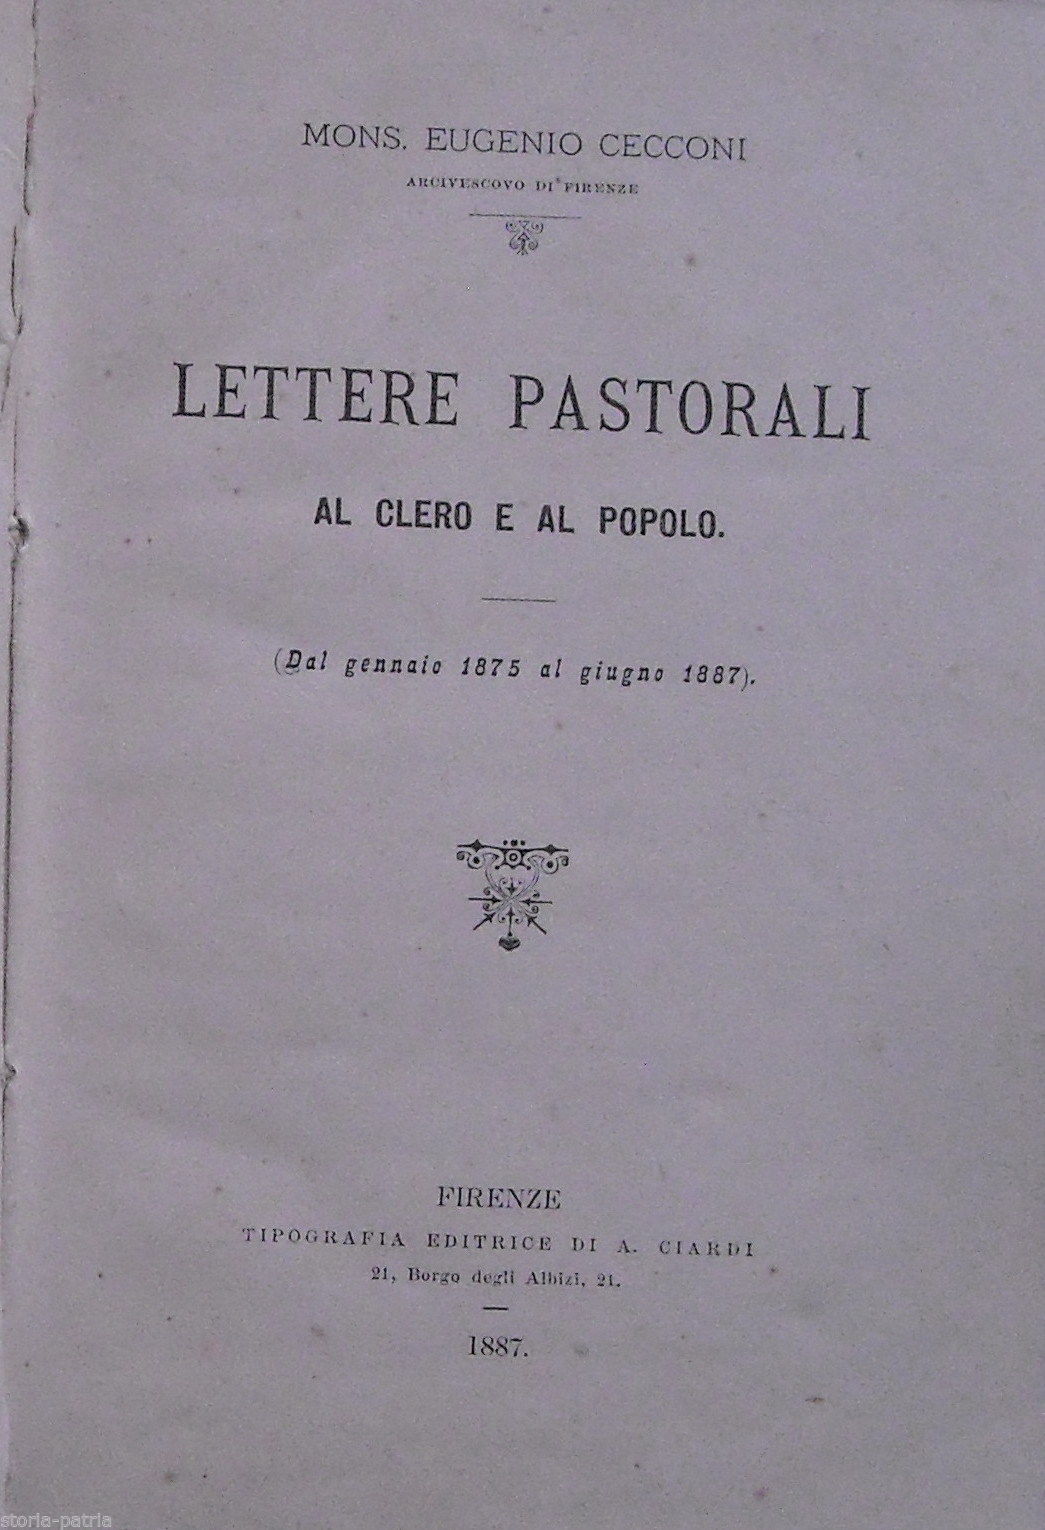 MONS. EUGENIO CECCONI
ARCIVESCOVO DI FIRENZE
LETTERE PASTORALI
AL CLERO E AL POPOLO.
(Dal gennaio 1875 al giugno 1887).
FIRENZE
TIPOGRAFIA EDITRICE DI A. CIARDI
21, Borgo degli Albizi, 21.
1887.
storia-patria